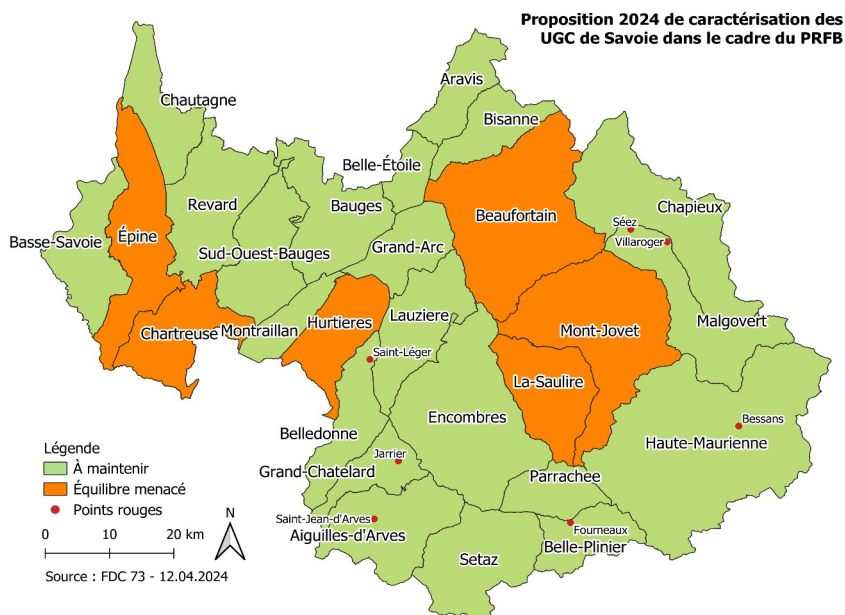 Proposition 2024 de caractérisation des
UGC de Savoie dans le cadre du PRFB
Aravis
Chautagne
Bisanne
Belle-Étoile
Revard
Bauges
Beaufortain
Chapieux
Séez
Villaroger
Basse-Savoie
Épine
Grand-Arc
Sud-Ouest-Bauges
Chartreuse
Montraillan
Hurtieres
Lauziere
Mont-Jovet
Malgovert
Saint-Léger
La-Saulire
Encombres
Bessans
Belledonne
Haute-Maurienne
Légende
À maintenir
Équilibre menacé
Points rouges
Jarrier
Grand-Chatelard
Parrachee
Saint-Jean-d'Arves
Aiguilles-d'Arves
Fourneaux
Belle-Plinier
Setaz
N
0 10 20 km
Source : FDC 73 - 12.04.2024